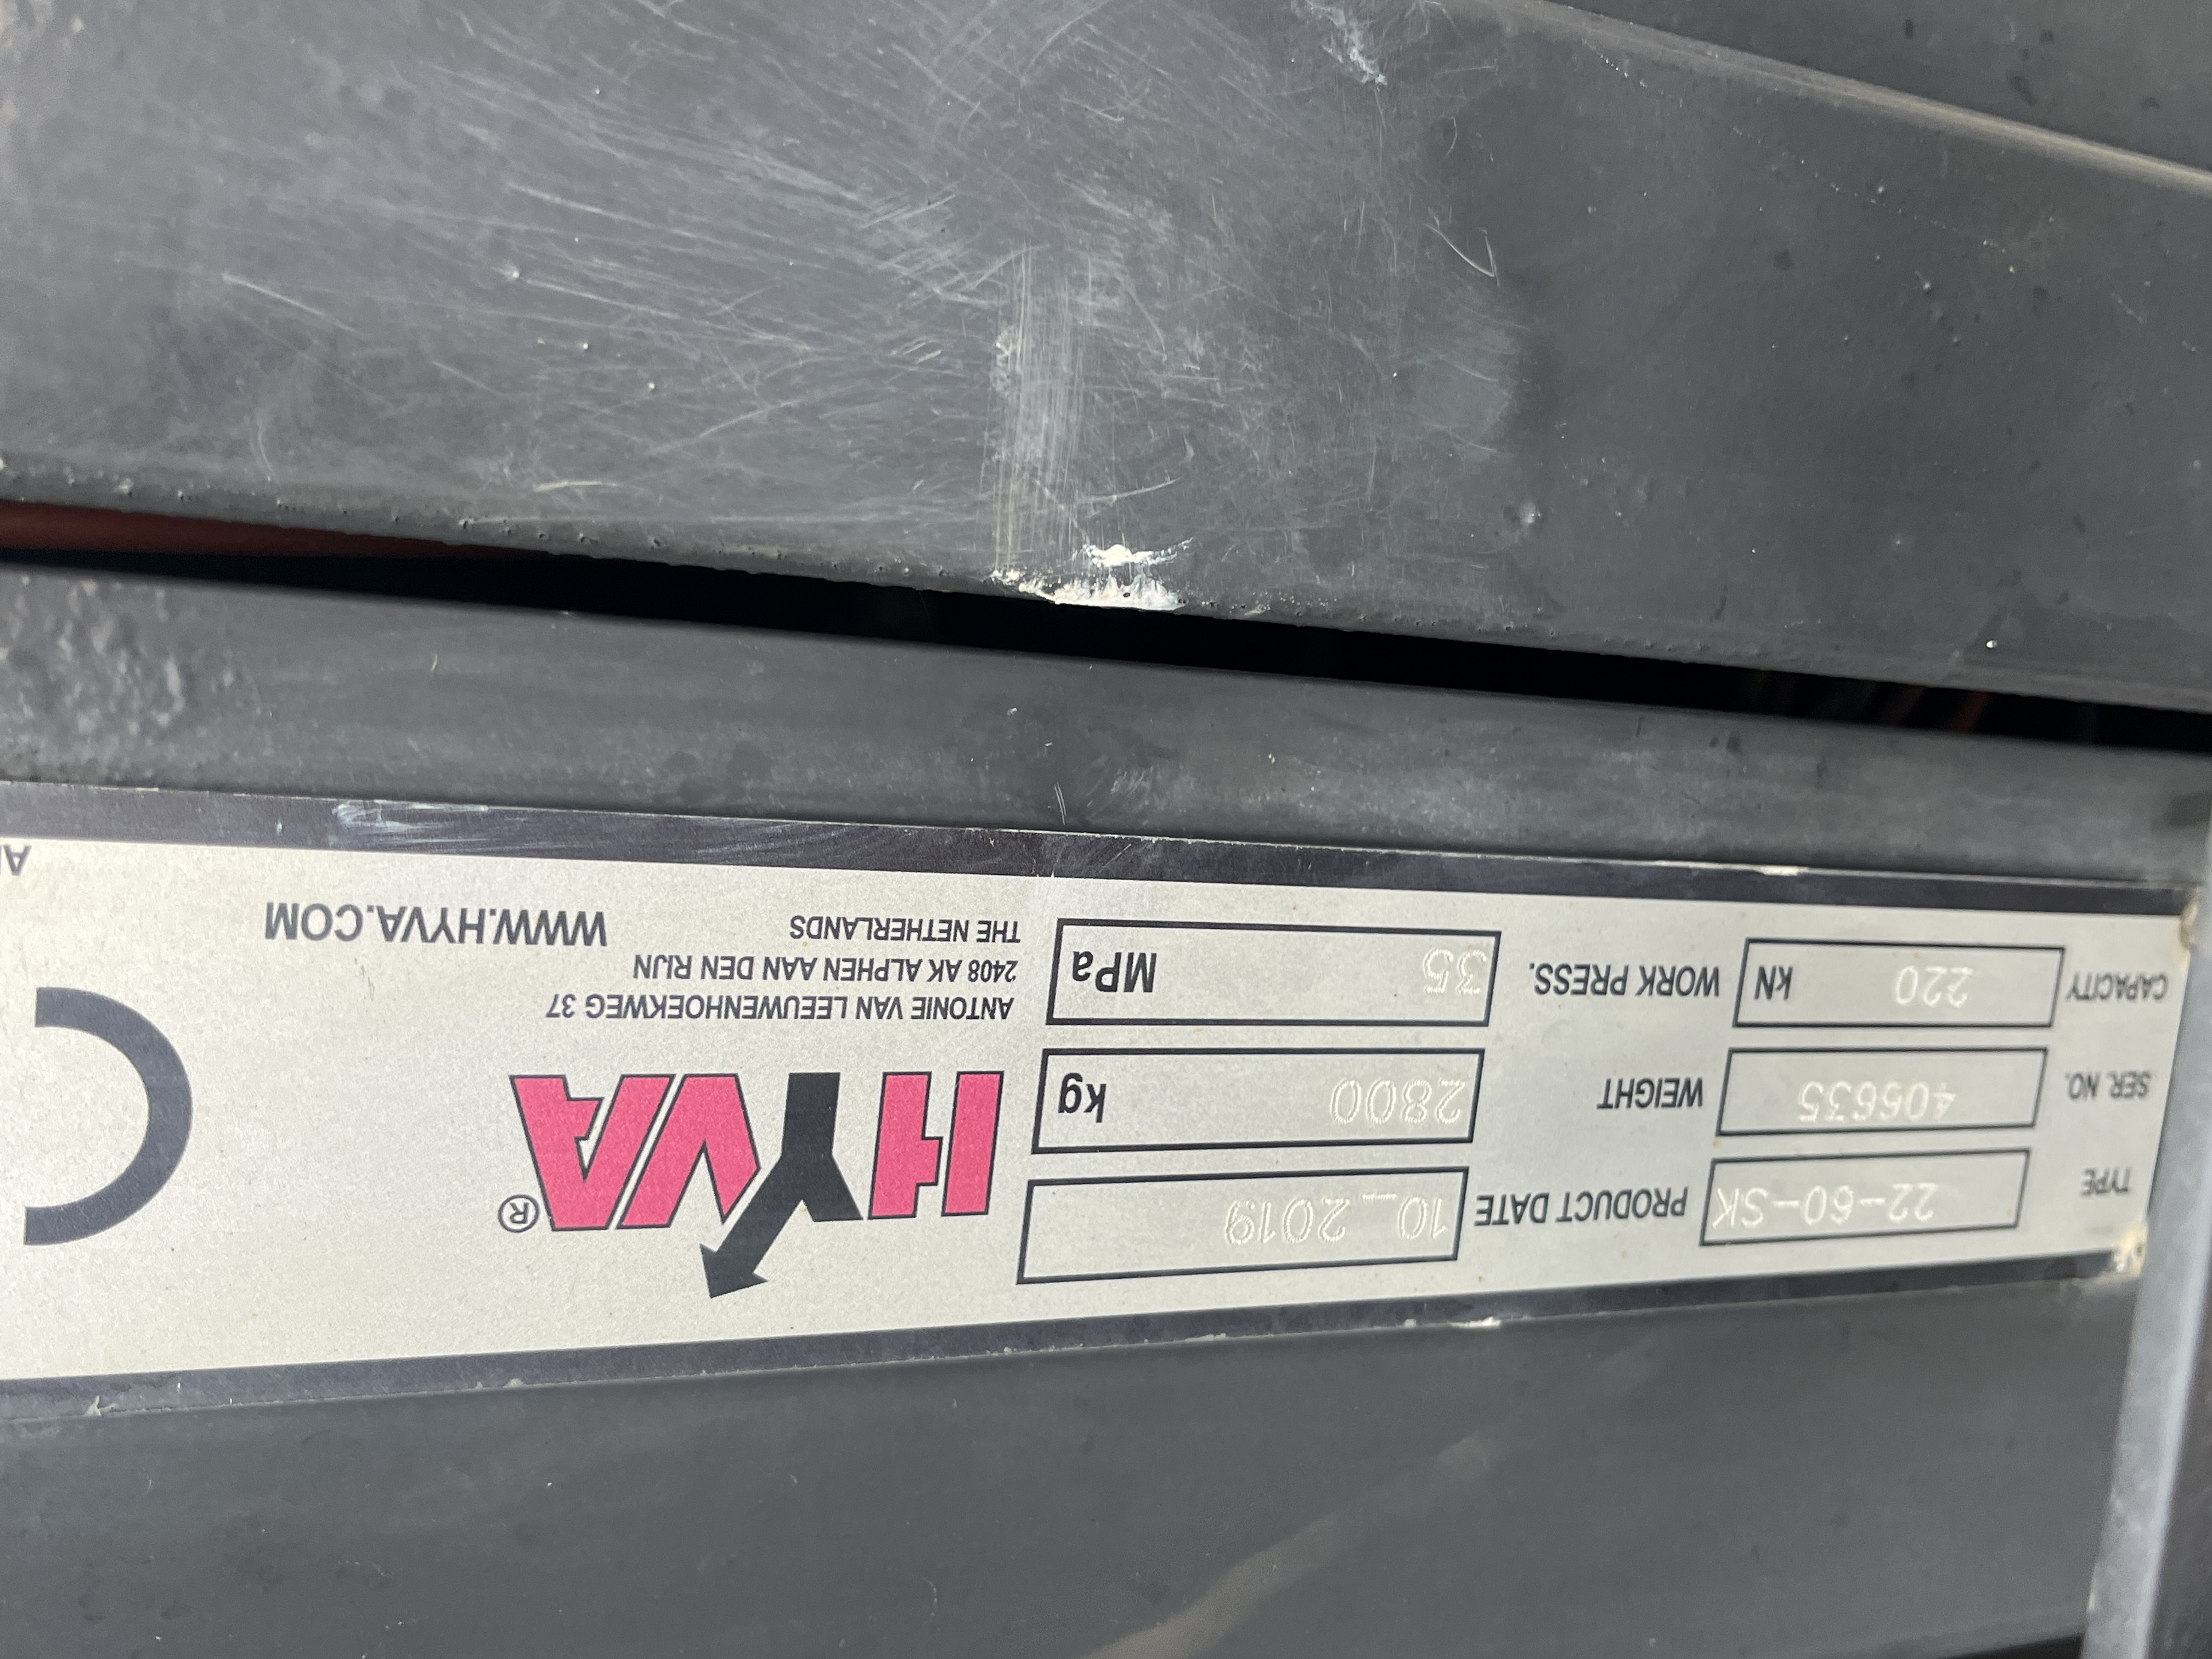 TYPE 22-60-SK PRODUCT DATE 10_2019
SER. NO. 406635 WEIGHT 2800 kg
CAPACITY 220 kN WORK PRESS. 35 MPa
HYVA®
ANTONIE VAN LEEUWENHOEKWEG 37
2408 AK ALPHEN AAN DEN RIJN
THE NETHERLANDS
WWW.HYVA.COM
C